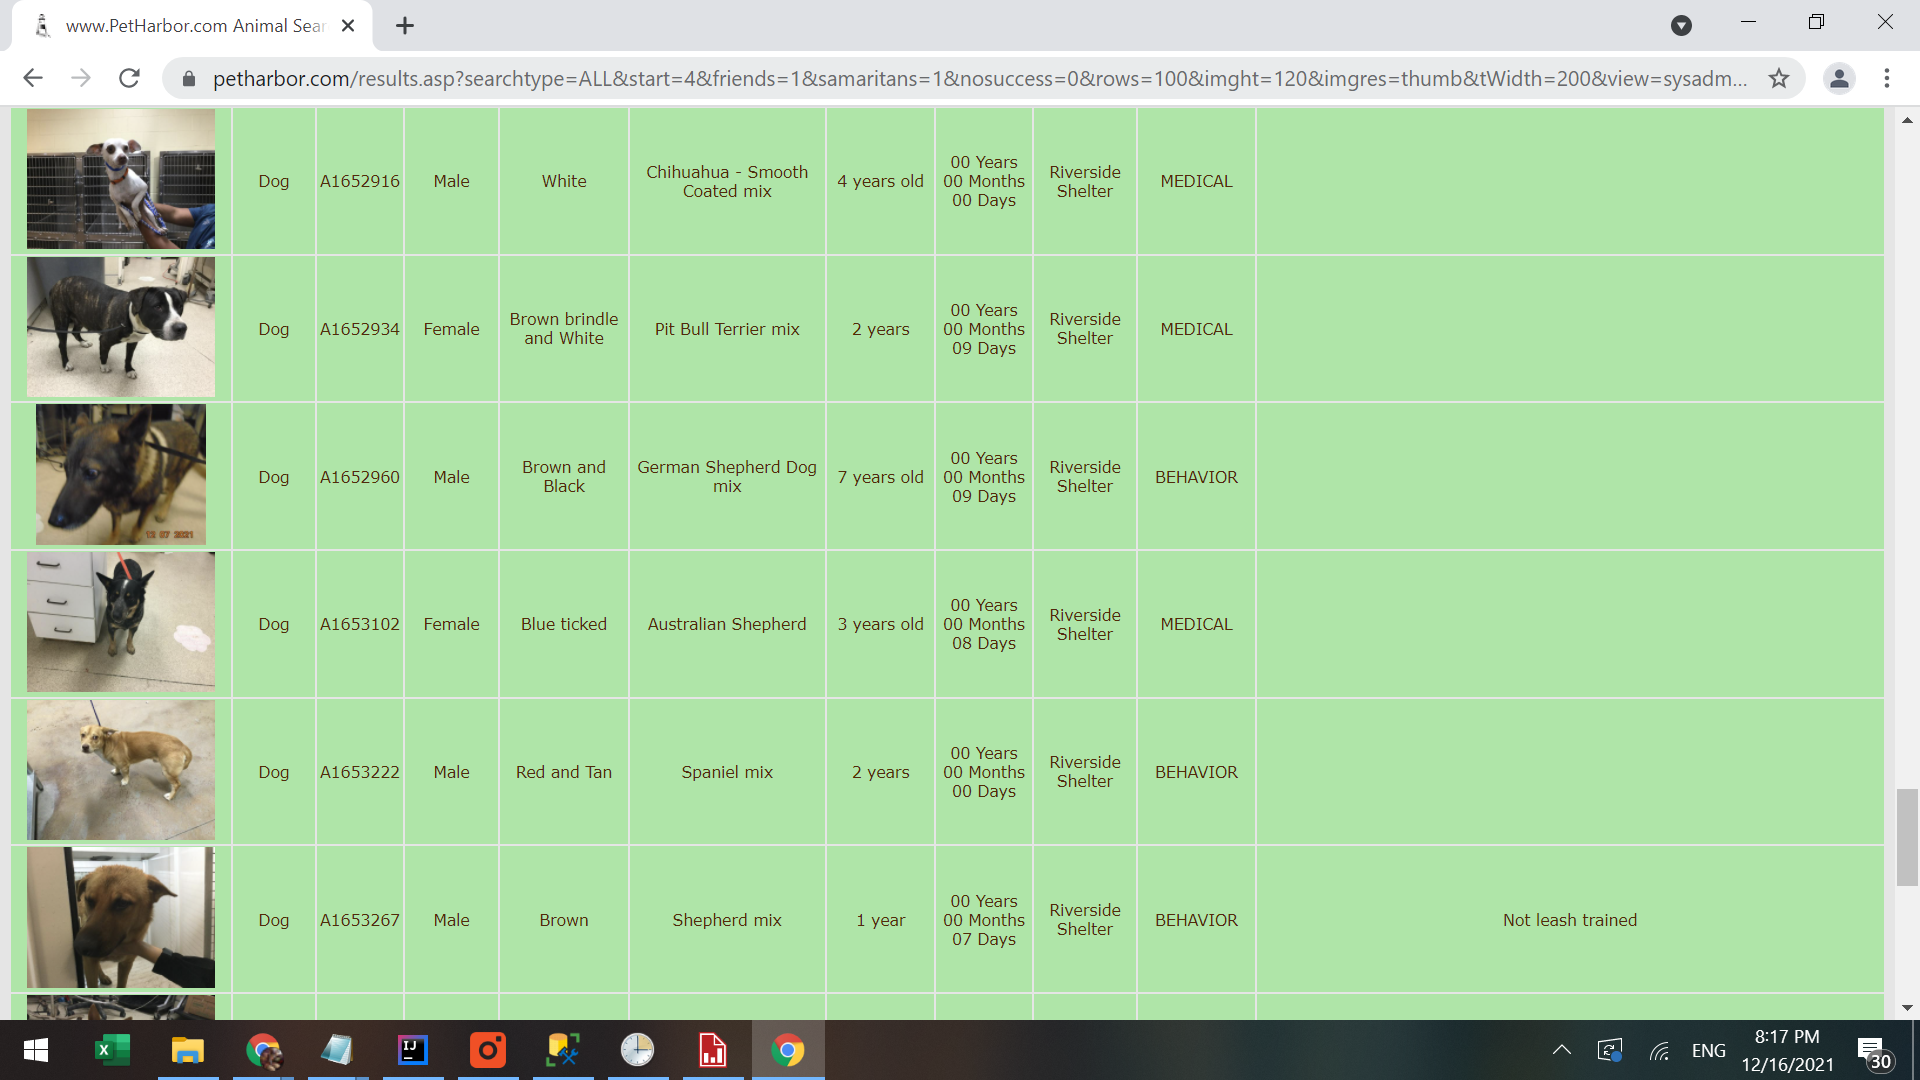 www.PetHarbor.com Animal Sear
petharbor.com/results.asp?searchtype=ALL&start=4&friends=1&samaritans=1&nosuccess=0&rows=100&imght=120&imgres=thumb&tWidth=200&view=sysadm...
Dog
A1652916
Male
White
Chihuahua - Smooth
Coated mix
4 years old
00 Years
00 Months
00 Days
Riverside
Shelter
MEDICAL
Dog
A1652934
Female
Brown brindle
and White
Pit Bull Terrier mix
2 years
00 Years
00 Months
09 Days
Riverside
Shelter
MEDICAL
12 07 2021
Dog
A1652960
Male
Brown and
Black
German Shepherd Dog
mix
7 years old
00 Years
00 Months
09 Days
Riverside
Shelter
BEHAVIOR
Dog
A1653102
Female
Blue ticked
Australian Shepherd
3 years old
00 Years
00 Months
08 Days
Riverside
Shelter
MEDICAL
Dog
A1653222
Male
Red and Tan
Spaniel mix
2 years
00 Years
00 Months
00 Days
Riverside
Shelter
BEHAVIOR
Dog
A1653267
Male
Brown
Shepherd mix
1 year
00 Years
00 Months
07 Days
Riverside
Shelter
BEHAVIOR
Not leash trained
X
IJ
ENG
8:17 PM
12/16/2021
30